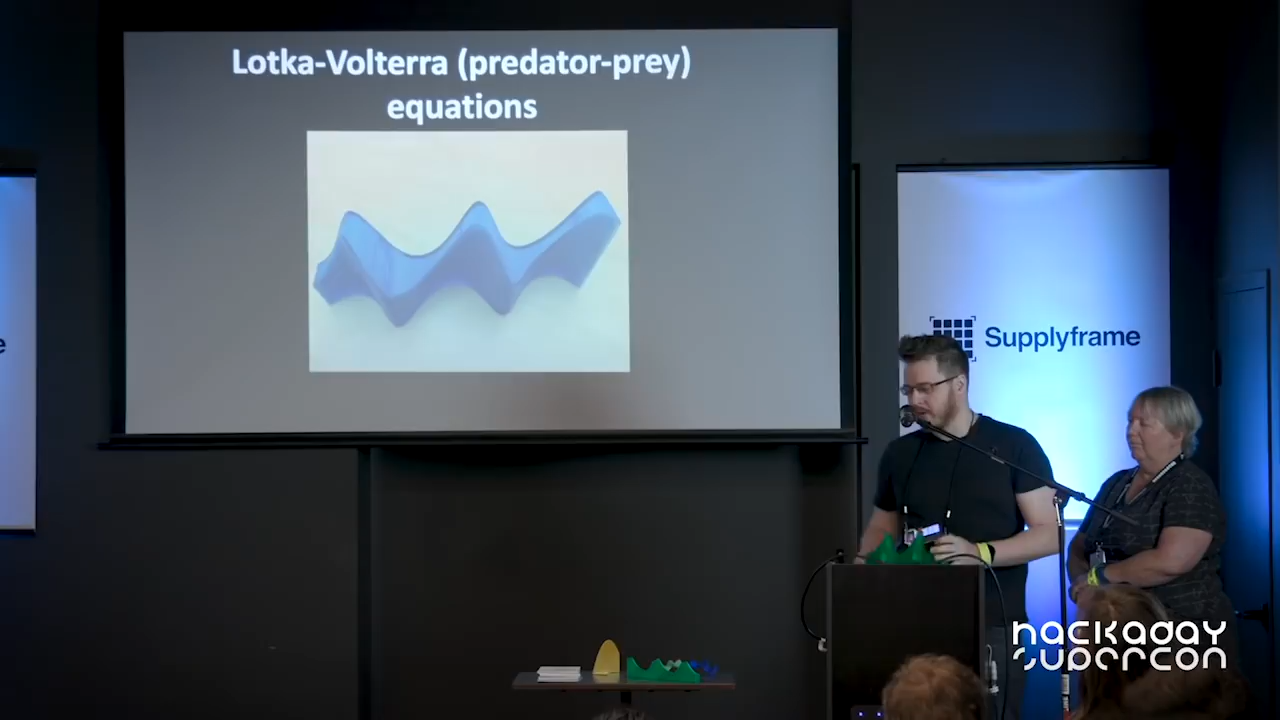 Lotka-Volterra (predator-prey)
equations
Supplyframe
e
hackaday
supercon